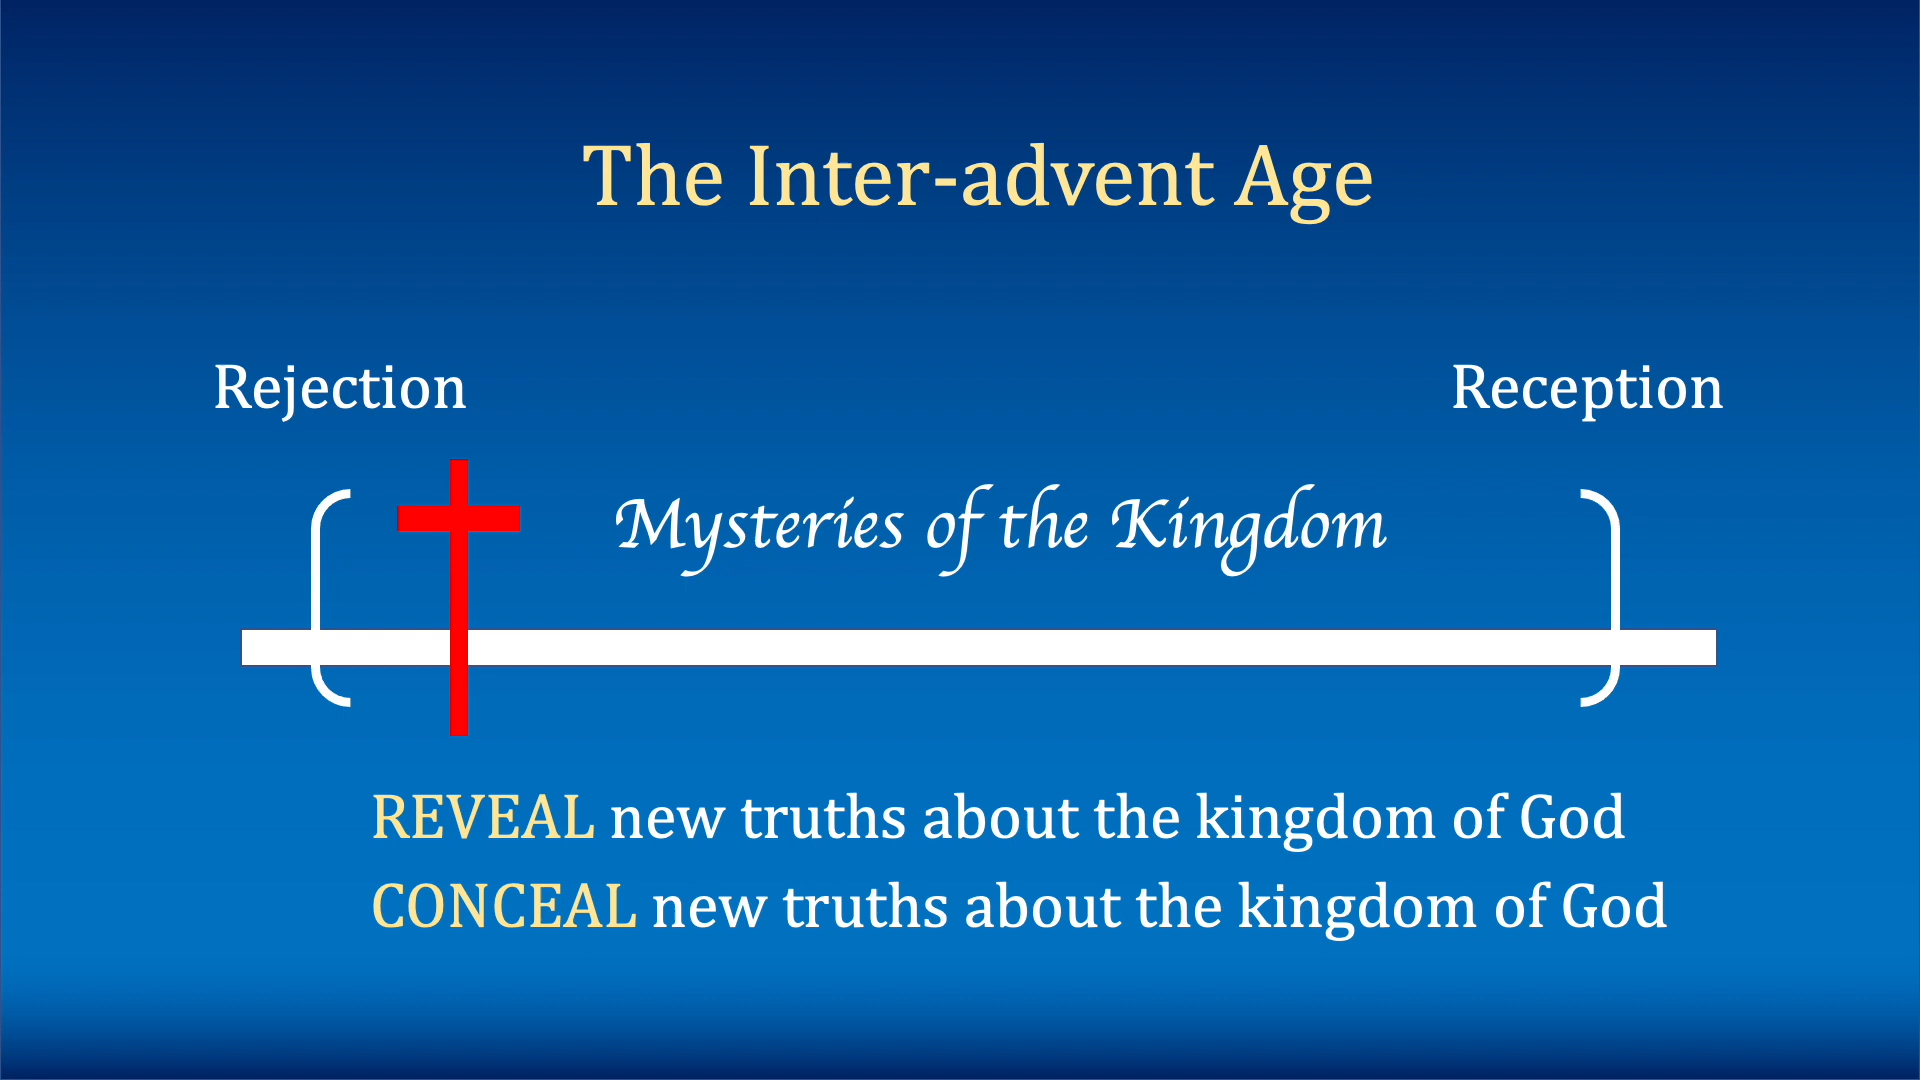 The Inter-advent Age
Rejection
Reception
Mysteries of the Kingdom
REVEAL new truths about the kingdom of God
CONCEAL new truths about the kingdom of God